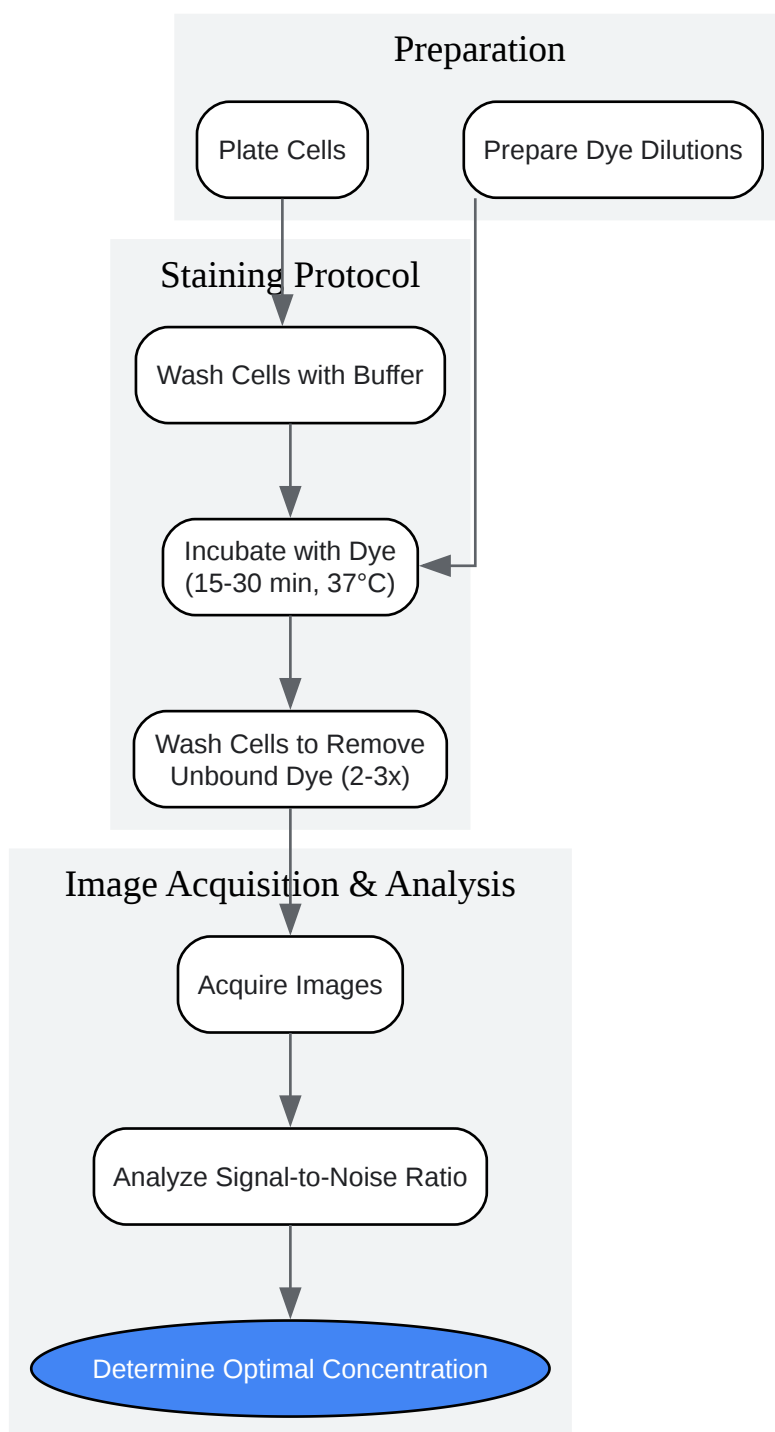 Preparation
Plate Cells
Prepare Dye Dilutions
Staining Protocol
Wash Cells with Buffer
Incubate with Dye
(15-30 min, 37°C)
Wash Cells to Remove
Unbound Dye (2-3x)
Image Acquisition & Analysis
Acquire Images
Analyze Signal-to-Noise Ratio
Determine Optimal Concentration